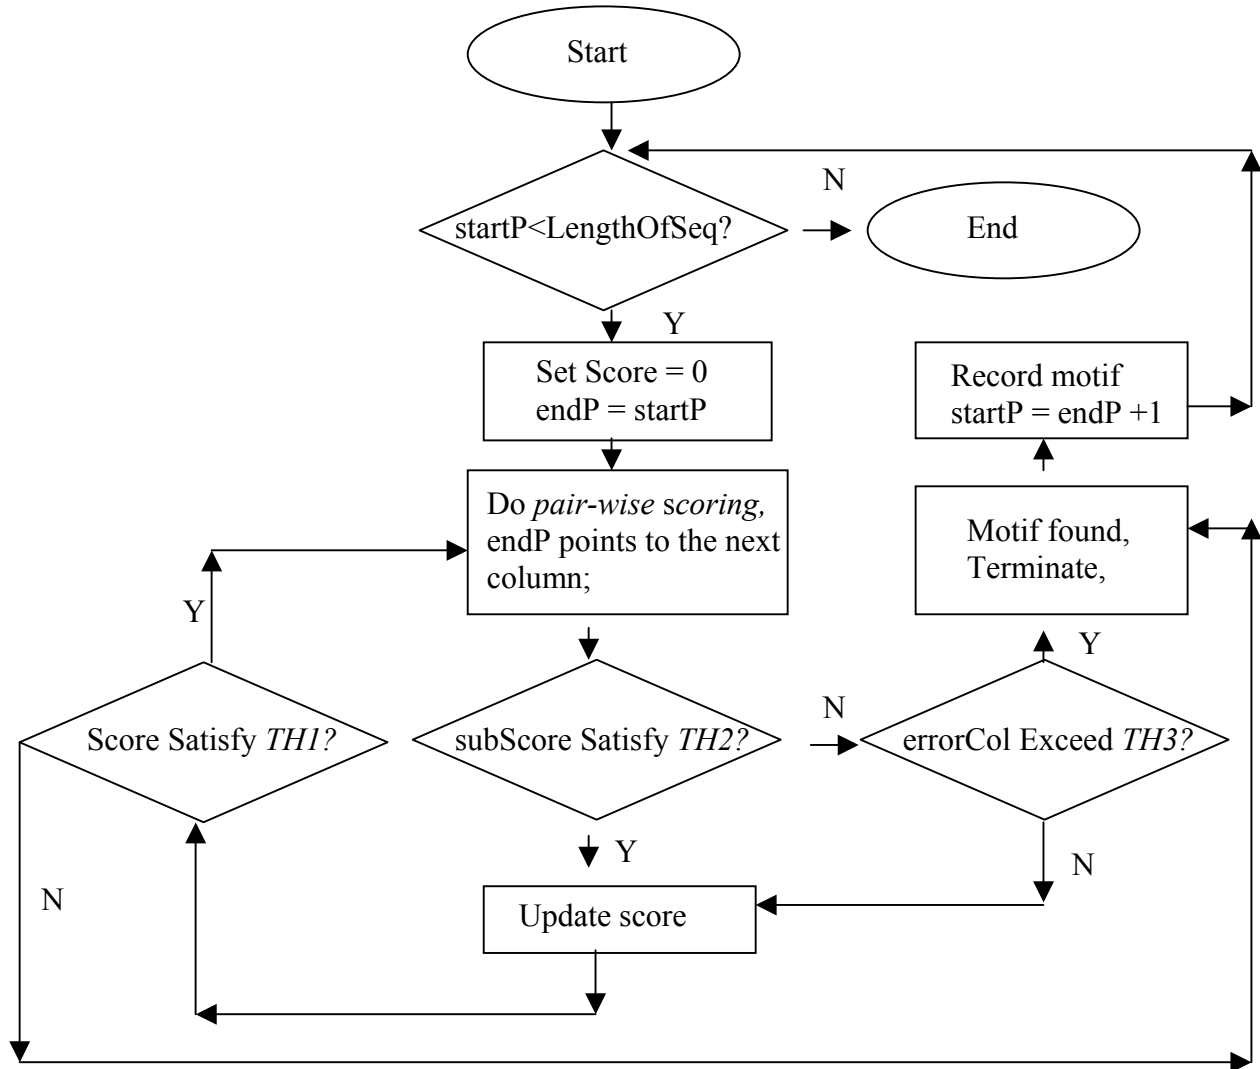 Start
N
startP<LengthOfSeq?
End
Y
Set Score = 0
endP = startP
Record motif
startP = endP +1
Do pair-wise scoring,
endP points to the next
column;
Motif found,
Terminate,
Y
Y
Score Satisfy TH1?
subScore Satisfy TH2?
N
errorCol Exceed TH3?
Y
N
N
Update score